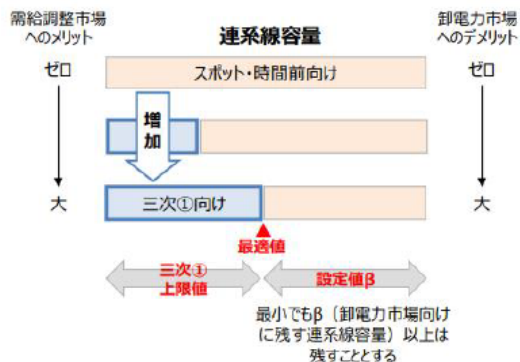 需給調整市場
へのメリット
連系線容量
卸電力市場
へのデメリット
ゼロ
スポット・時間前向け
ゼロ
増
加
大
三次①向け
大
最適値
三次①
上限値
設定値β
最小でもβ（卸電力市場向け
に残す連系線容量）以上は
残すこととする